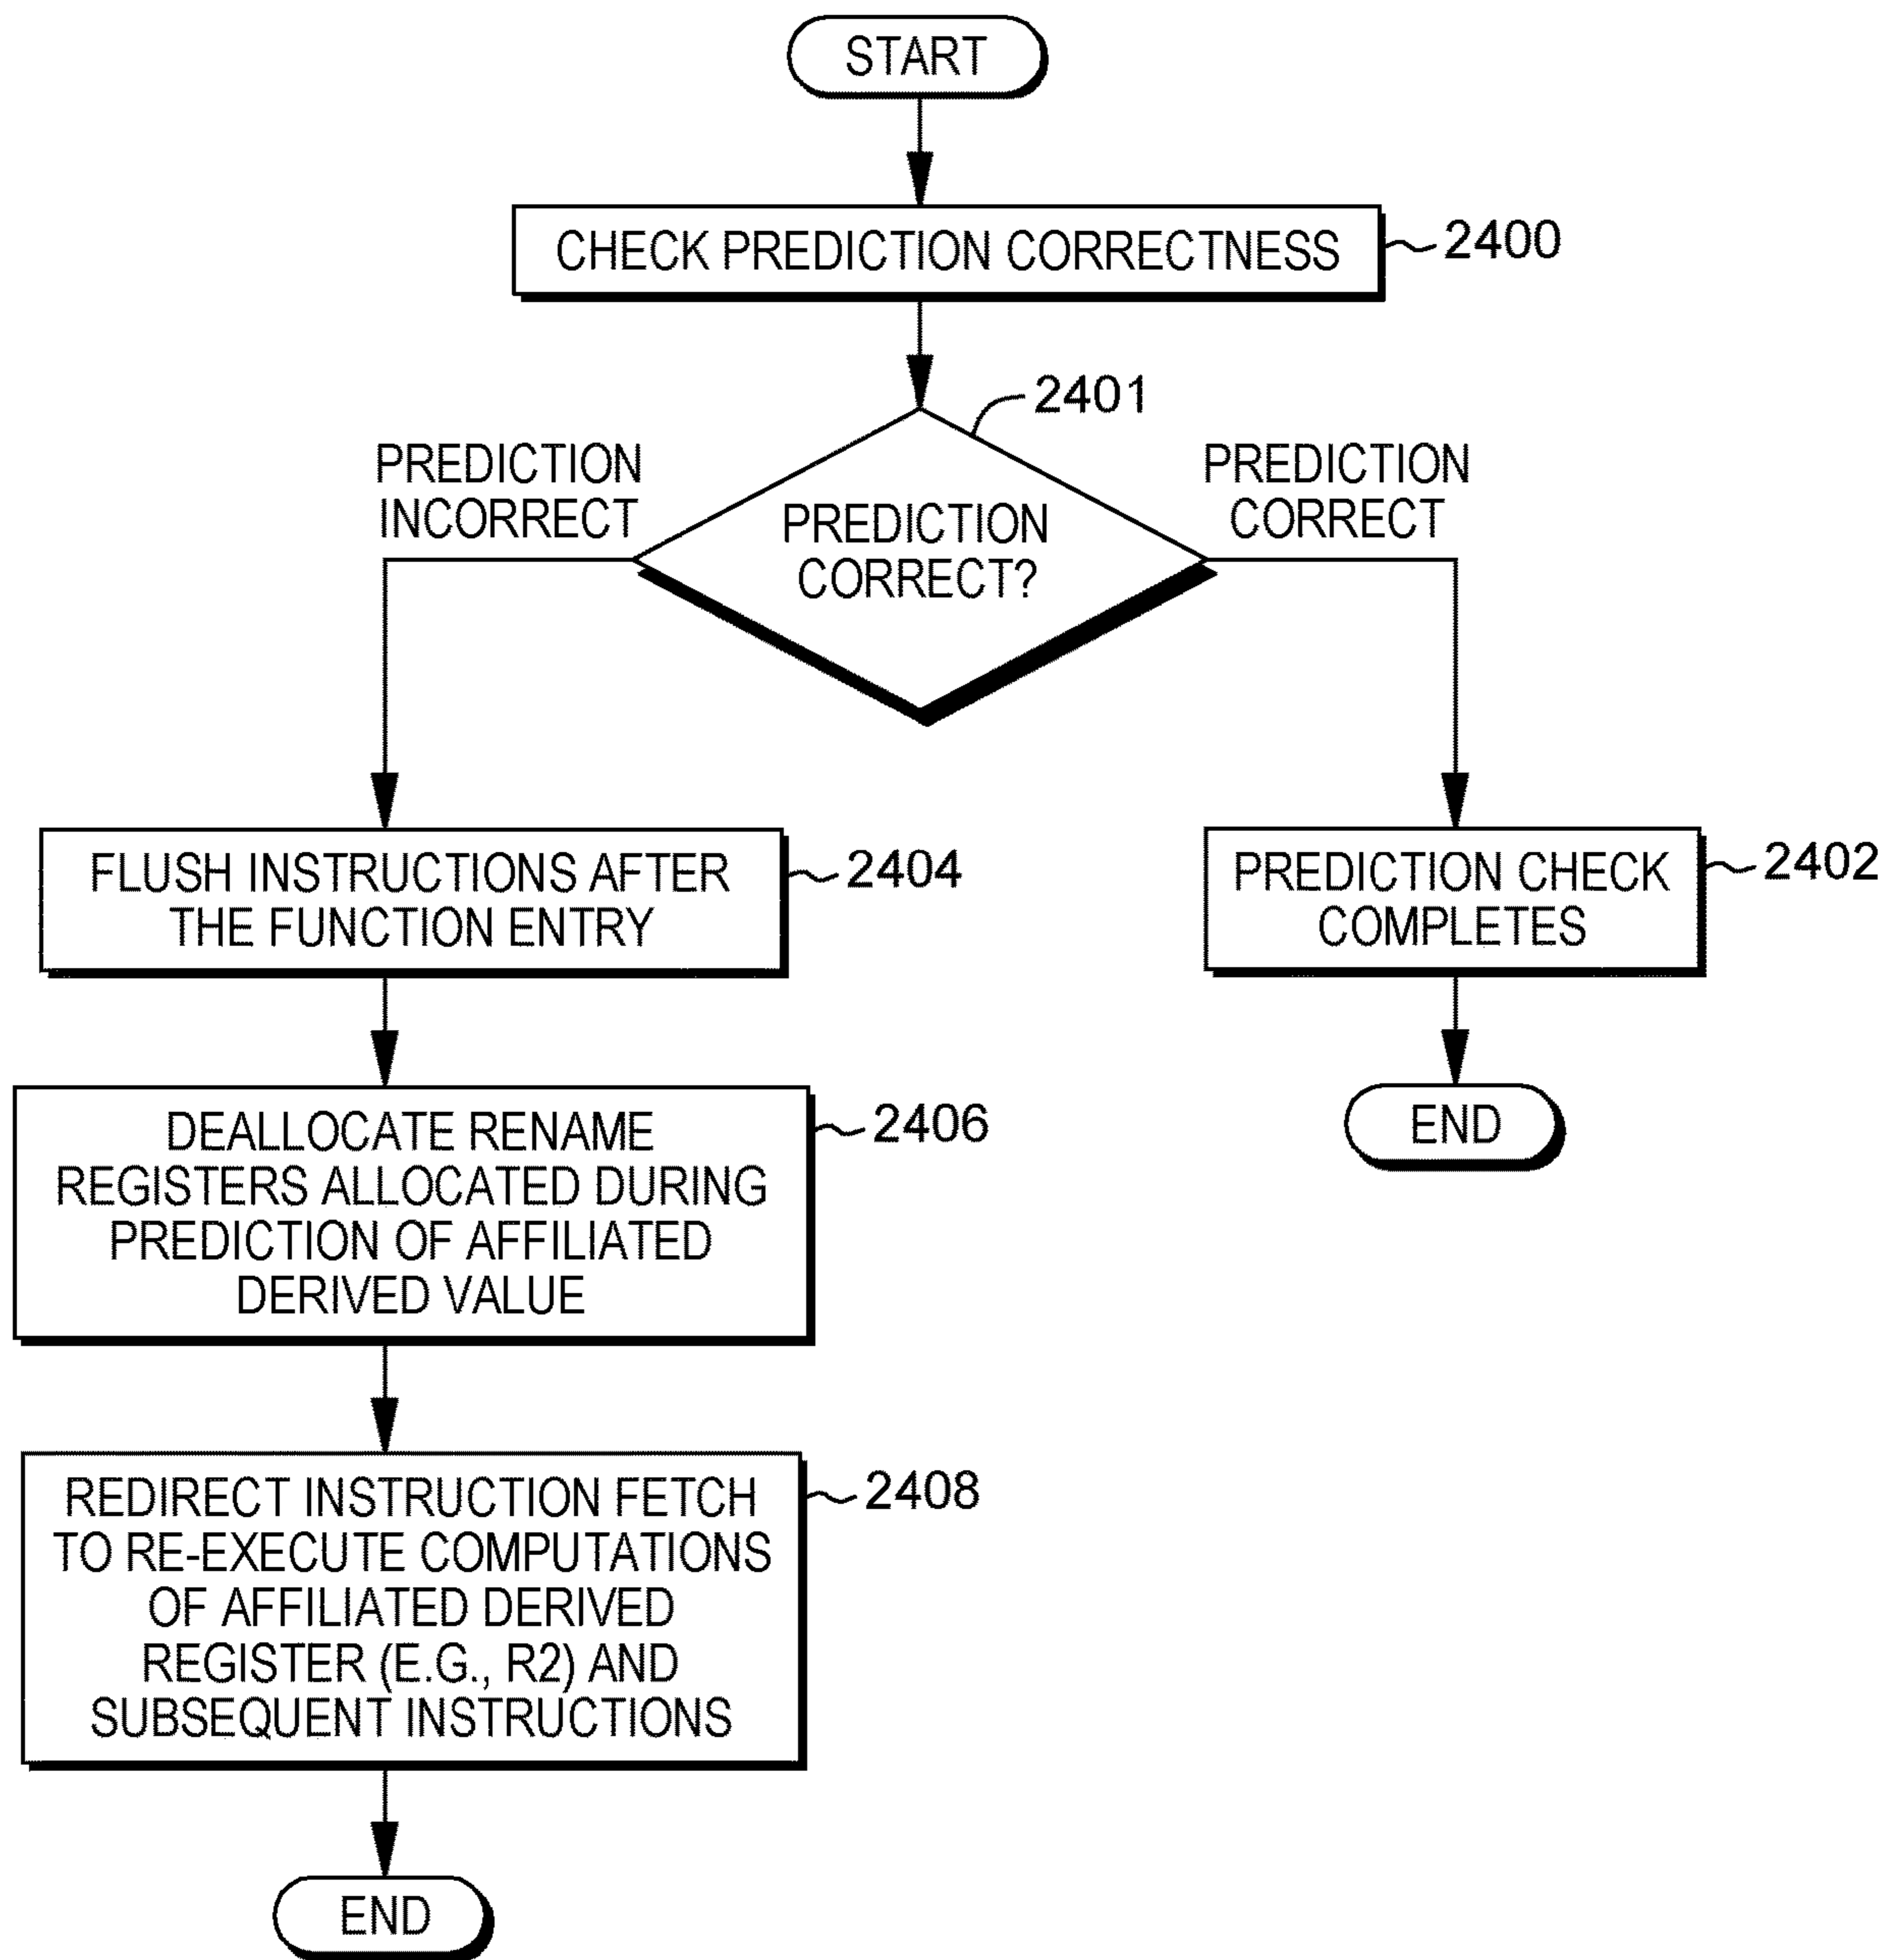 START
CHECK PREDICTION CORRECTNESS
2400
2401
PREDICTION
INCORRECT
PREDICTION
CORRECT?
PREDICTION
CORRECT
FLUSH INSTRUCTIONS AFTER
THE FUNCTION ENTRY
2404
PREDICTION CHECK
COMPLETES
2402
DEALLOCATE RENAME
REGISTERS ALLOCATED DURING
PREDICTION OF AFFILIATED
DERIVED VALUE
2406
END
REDIRECT INSTRUCTION FETCH
TO RE-EXECUTE COMPUTATIONS
OF AFFILIATED DERIVED
REGISTER (E.G., R2) AND
SUBSEQUENT INSTRUCTIONS
2408
END